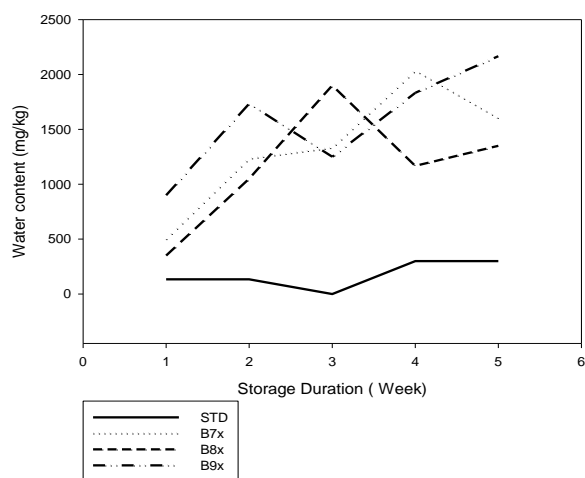 2500
2000
1500
1000
500
0
Water content (mg/kg)
0 1 2 3 4 5 6
Storage Duration ( Week)
STD
B7x
B8x
B9x